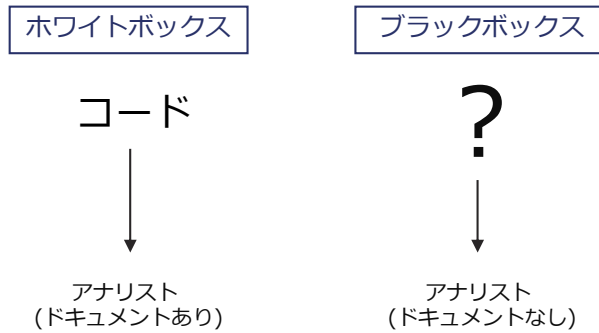 ホワイトボックス
ブラックボックス
コード
?
アナリスト
(ドキュメントあり)
アナリスト
(ドキュメントなし)